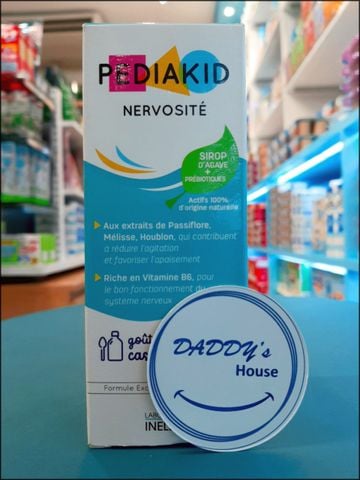 PEDIAKID
NERVOSITÉ
SIROP
D'AGAVE
+
PRÉBIOTIQUES
Actifs 100%
d'origine naturelle
Aux extraits de Passiflore,
Mélisse, Houblon, qui contribuent
à réduire l'agitation
et favoriser l'apaisement
Riche en Vitamine B6, pour
le bon fonctionnement du
système nerveux
goût
Formule
DADDY's
House